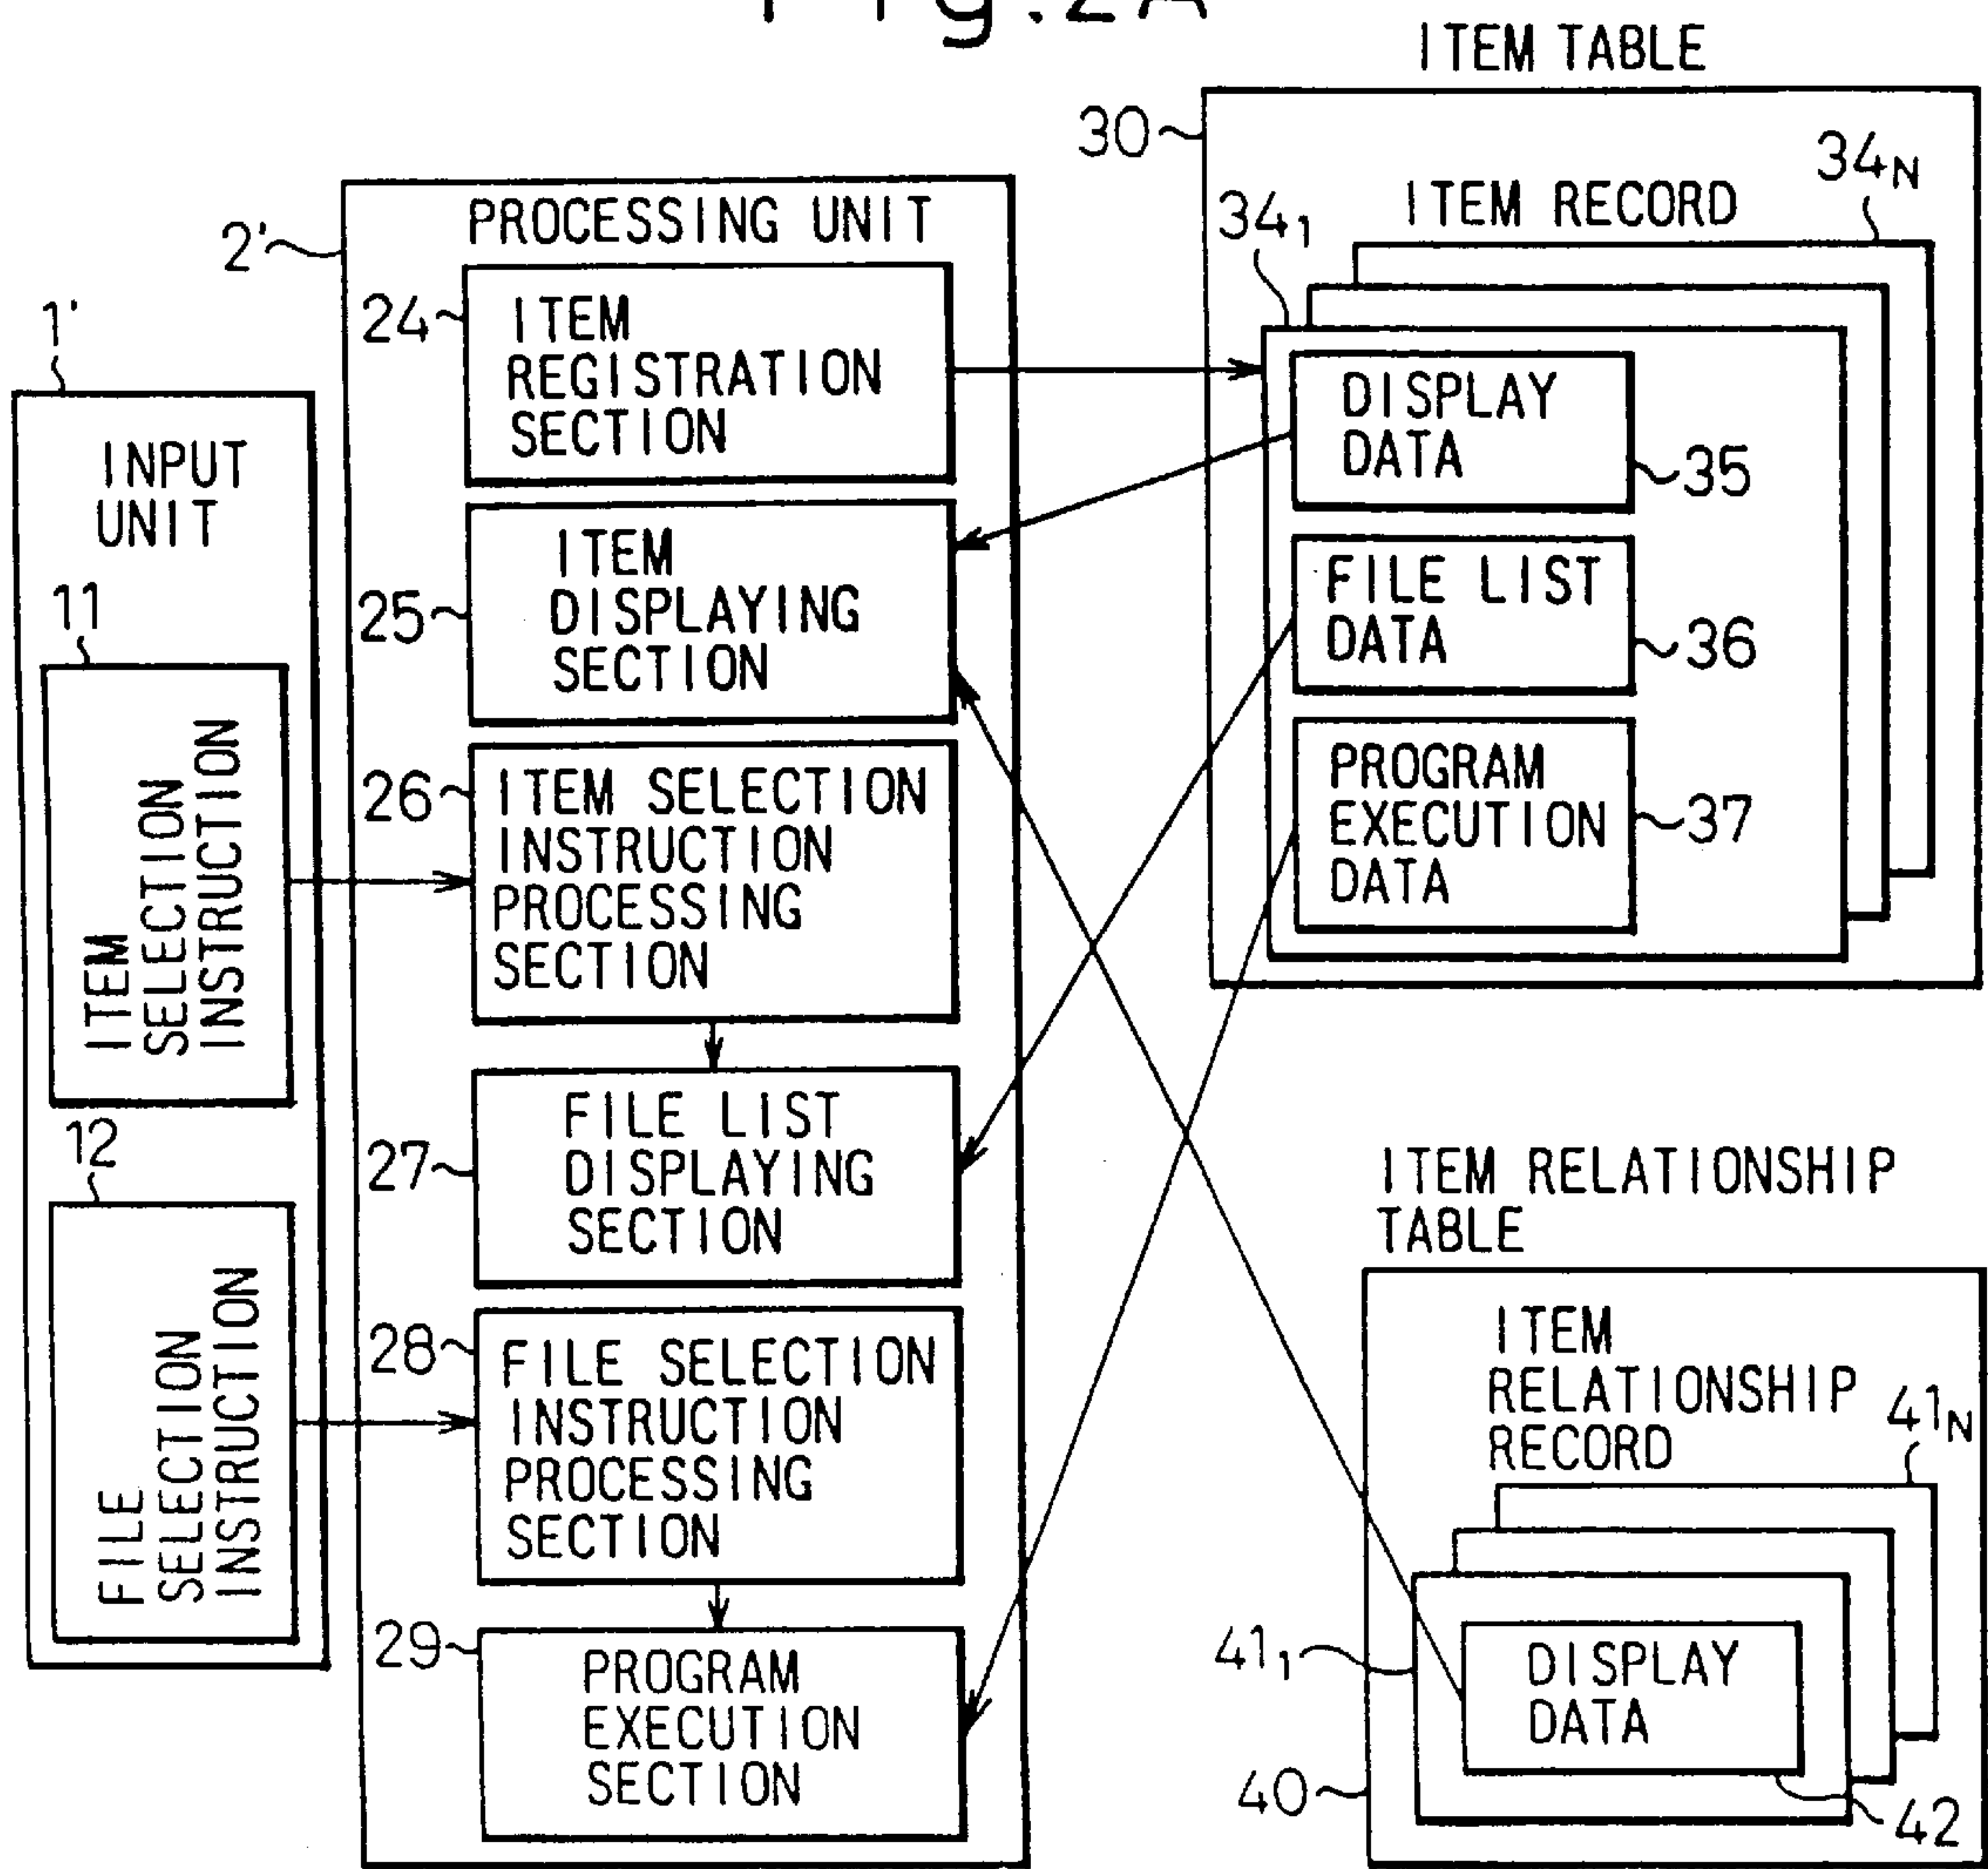 Fig.2A
ITEM TABLE
30
34N
ITEM RECORD
341
PROCESSING UNIT
2'
24
ITEM
REGISTRATION
SECTION
DISPLAY
DATA
35
1'
INPUT
UNIT
25
ITEM
DISPLAYING
SECTION
FILE LIST
DATA
36
11
ITEM
SELECTION
INSTRUCTION
26
ITEM SELECTION
INSTRUCTION
PROCESSING
SECTION
PROGRAM
EXECUTION
DATA
37
12
FILE
SELECTION
INSTRUCTION
27
FILE LIST
DISPLAYING
SECTION
ITEM RELATIONSHIP
TABLE
28
FILE SELECTION
INSTRUCTION
PROCESSING
SECTION
ITEM
RELATIONSHIP
RECORD
41N
29
PROGRAM
EXECUTION
SECTION
411
DISPLAY
DATA
40
42